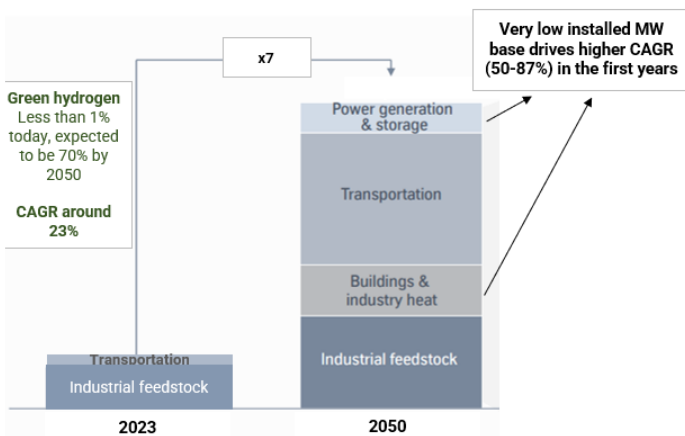 Very low installed MW
base drives higher CAGR
(50-87%) in the first years
x7
Green hydrogen
Less than 1%
today, expected
to be 70% by
2050
CAGR around
23%
Power generation
& storage
Transportation
Buildings &
industry heat
Industrial feedstock
Transportation
Industrial feedstock
2023
2050